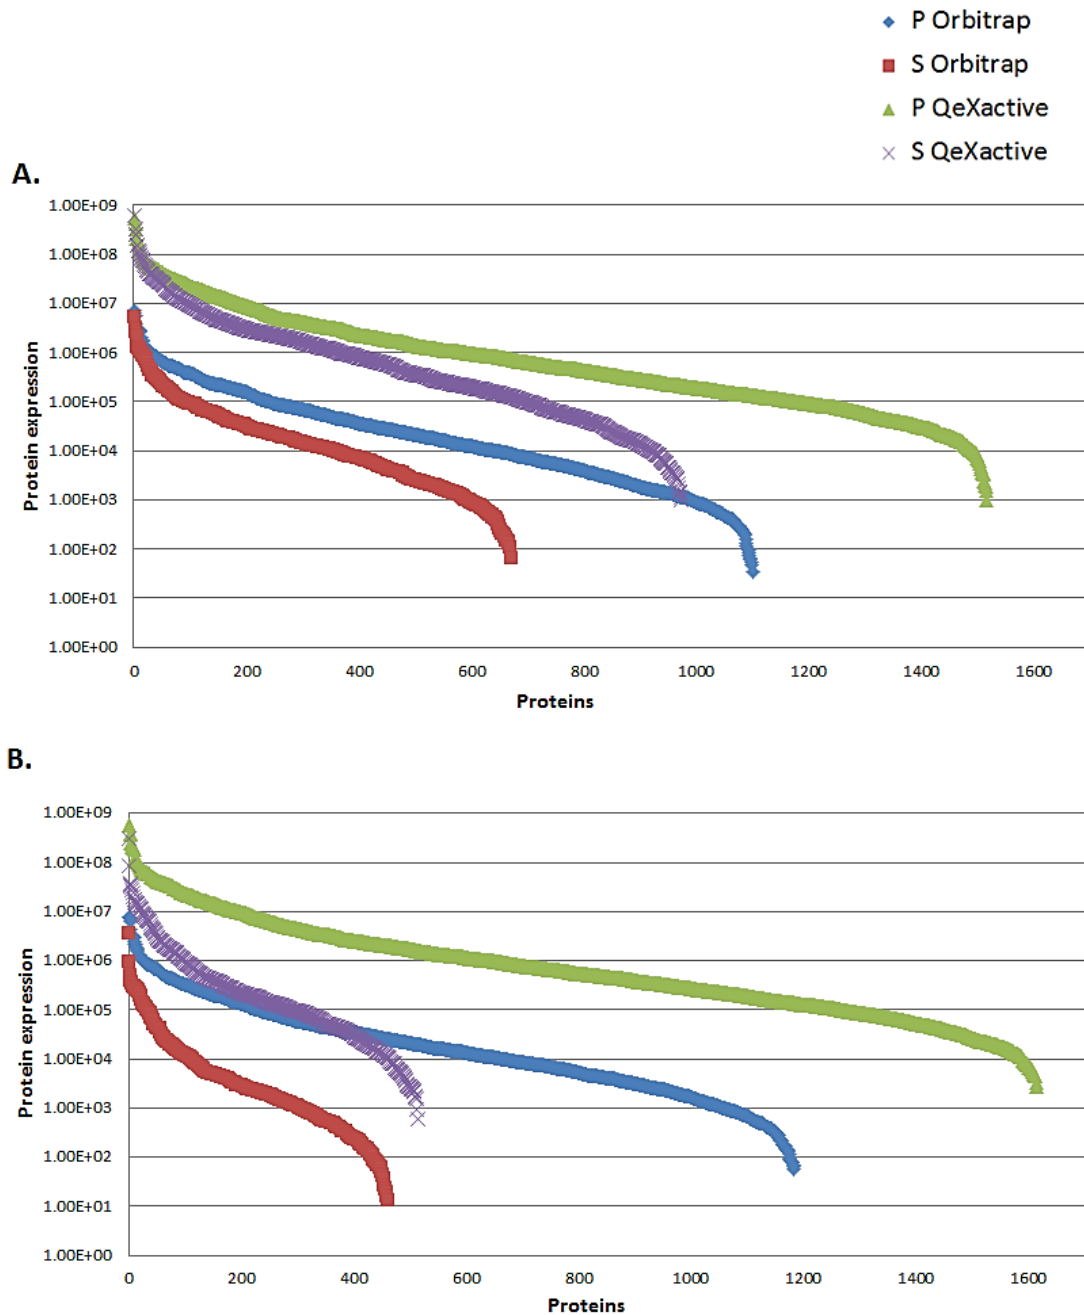 P Orbitrap
S Orbitrap
P QeXactive
S QeXactive
A.
1.00E+09
1.00E+08
1.00E+07
1.00E+06
1.00E+05
1.00E+04
1.00E+03
1.00E+02
1.00E+01
1.00E+00
Protein expression
0 200 400 600 800 1000 1200 1400 1600
Proteins
B.
1.00E+09
1.00E+08
1.00E+07
1.00E+06
1.00E+05
1.00E+04
1.00E+03
1.00E+02
1.00E+01
1.00E+00
Protein expression
0 200 400 600 800 1000 1200 1400 1600
Proteins